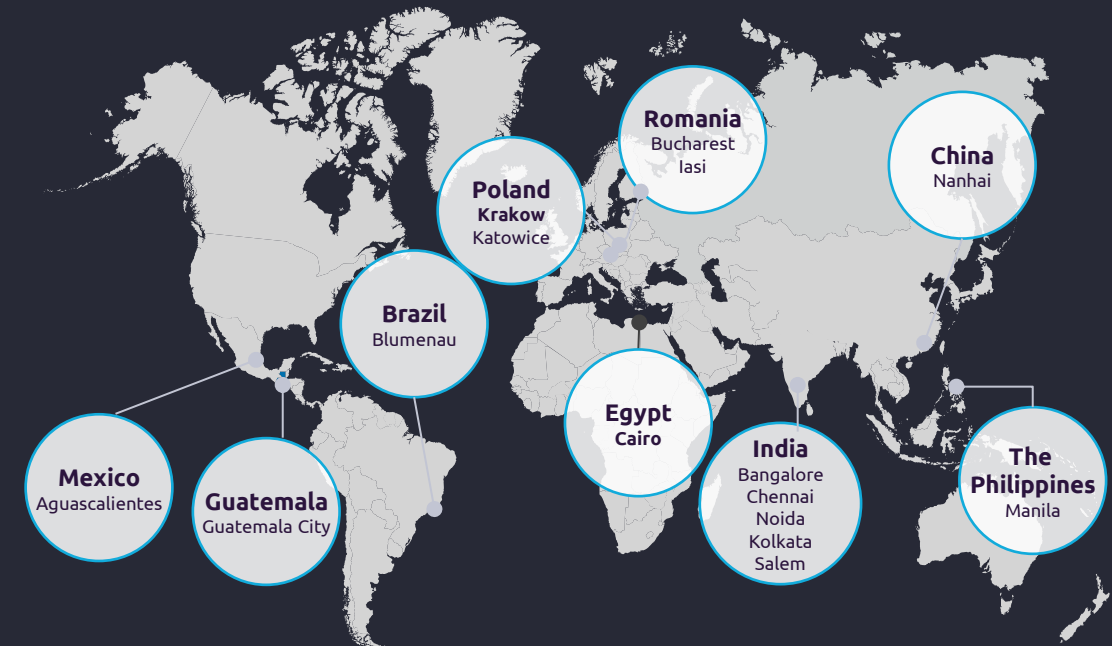 Romania
Bucharest
Iasi
China
Nanhai
Poland
Krakow
Katowice
Brazil
Blumenau
Egypt
Cairo
India
Bangalore
Chennai
Noida
Kolkata
Salem
The
Philippines
Manila
Mexico
Aguascalientes
Guatemala
Guatemala City